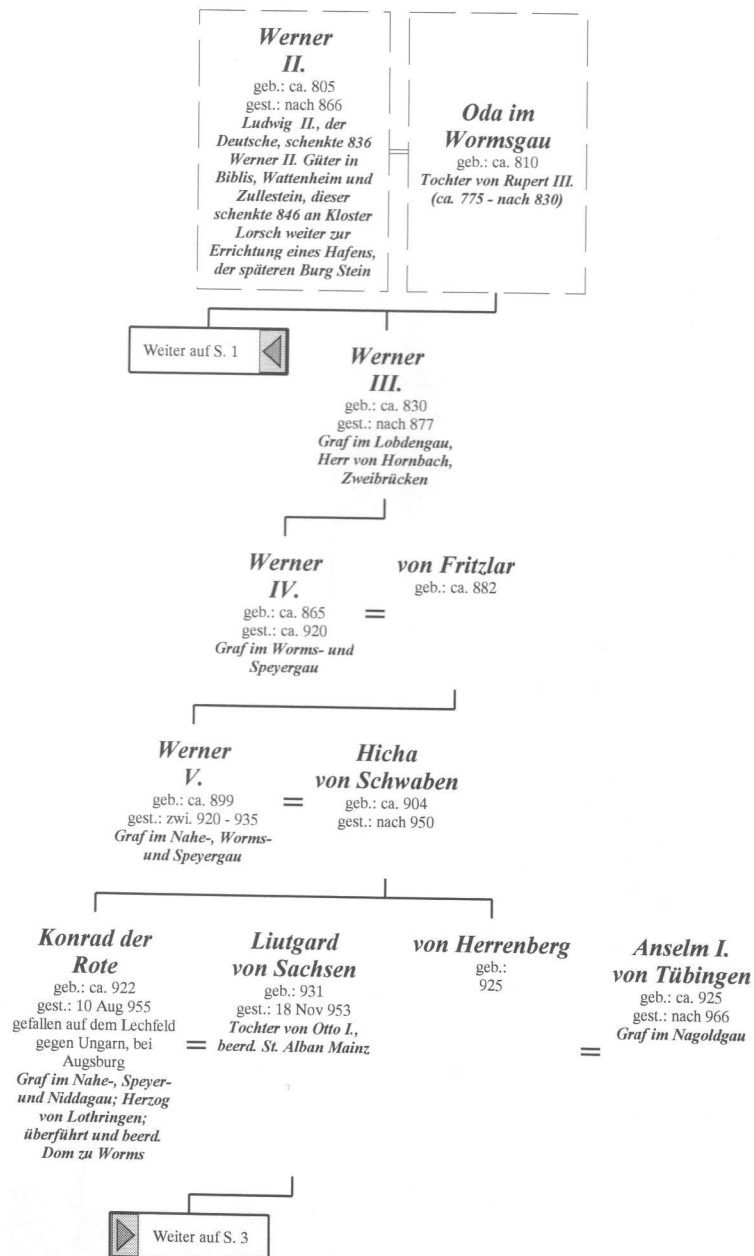 Werner
II.
geb.: ca. 805
gest.: nach 866
Ludwig II., der
Deutsche, schenkte 836
Werner II. Güter in
Biblis, Wattenheim und
Zullestein, dieser
schenkte 846 an Kloster
Lorsch weiter zur
Errichtung eines Hafens,
der späteren Burg Stein
Oda im
Wormsgau
geb.: ca. 810
Tochter von Rupert III.
(ca. 775 - nach 830)
Weiter auf S. 1
Werner
III.
geb.: ca. 830
gest.: nach 877
Graf im Lobdengau,
Herr von Hornbach,
Zweibrücken
Werner
IV.
geb.: ca. 865
gest.: ca. 920
Graf im Worms- und
Speyergau
=
von Fritzlar
geb.: ca. 882
Werner
V.
geb.: ca. 899
gest.: zwi. 920 - 935
Graf im Nahe-, Worms-
und Speyergau
=
Hicha
von Schwaben
geb.: ca. 904
gest.: nach 950
Konrad der
Rote
geb.: ca. 922
gest.: 10 Aug 955
gefallen auf dem Lechfeld
gegen Ungarn, bei
Augsburg
Graf im Nahe-, Speyer-
und Niddagau; Herzog
von Lothringen;
überführt und beerd.
Dom zu Worms
=
Liutgard
von Sachsen
geb.: 931
gest.: 18 Nov 953
Tochter von Otto I.,
beerd. St. Alban Mainz
von Herrenberg
geb.:
925
=
Anselm I.
von Tübingen
geb.: ca. 925
gest.: nach 966
Graf im Nagoldgau
Weiter auf S. 3